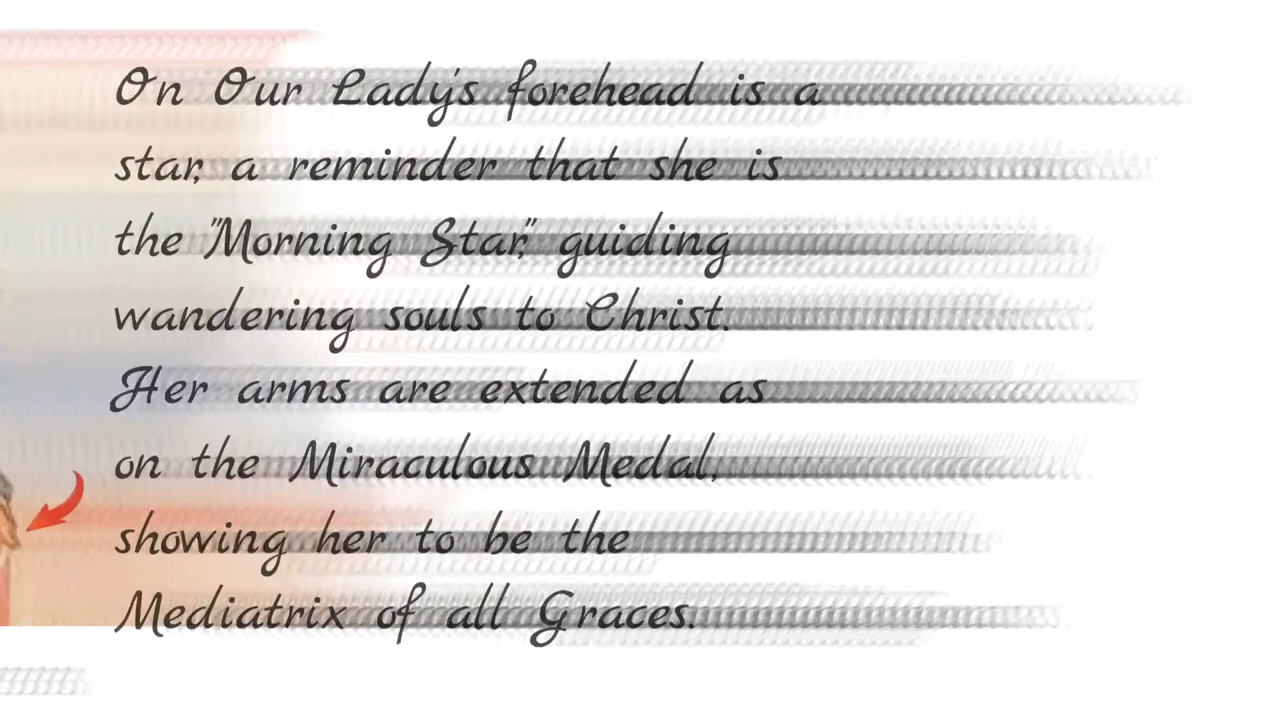 On Our Lady's forehead is a
star, a reminder that she is
the "Morning Star," guiding
wandering souls to Christ.
Her arms are extended as
on the Miraculous Medal,
showing her to be the
Mediatrix of all Graces.